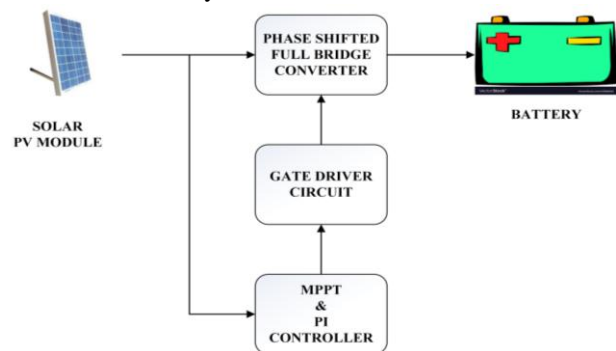 PHASE SHIFTED
FULL BRIDGE
CONVERTER
SOLAR
PV MODULE
BATTERY
GATE DRIVER
CIRCUIT
MPPT
&
PI
CONTROLLER